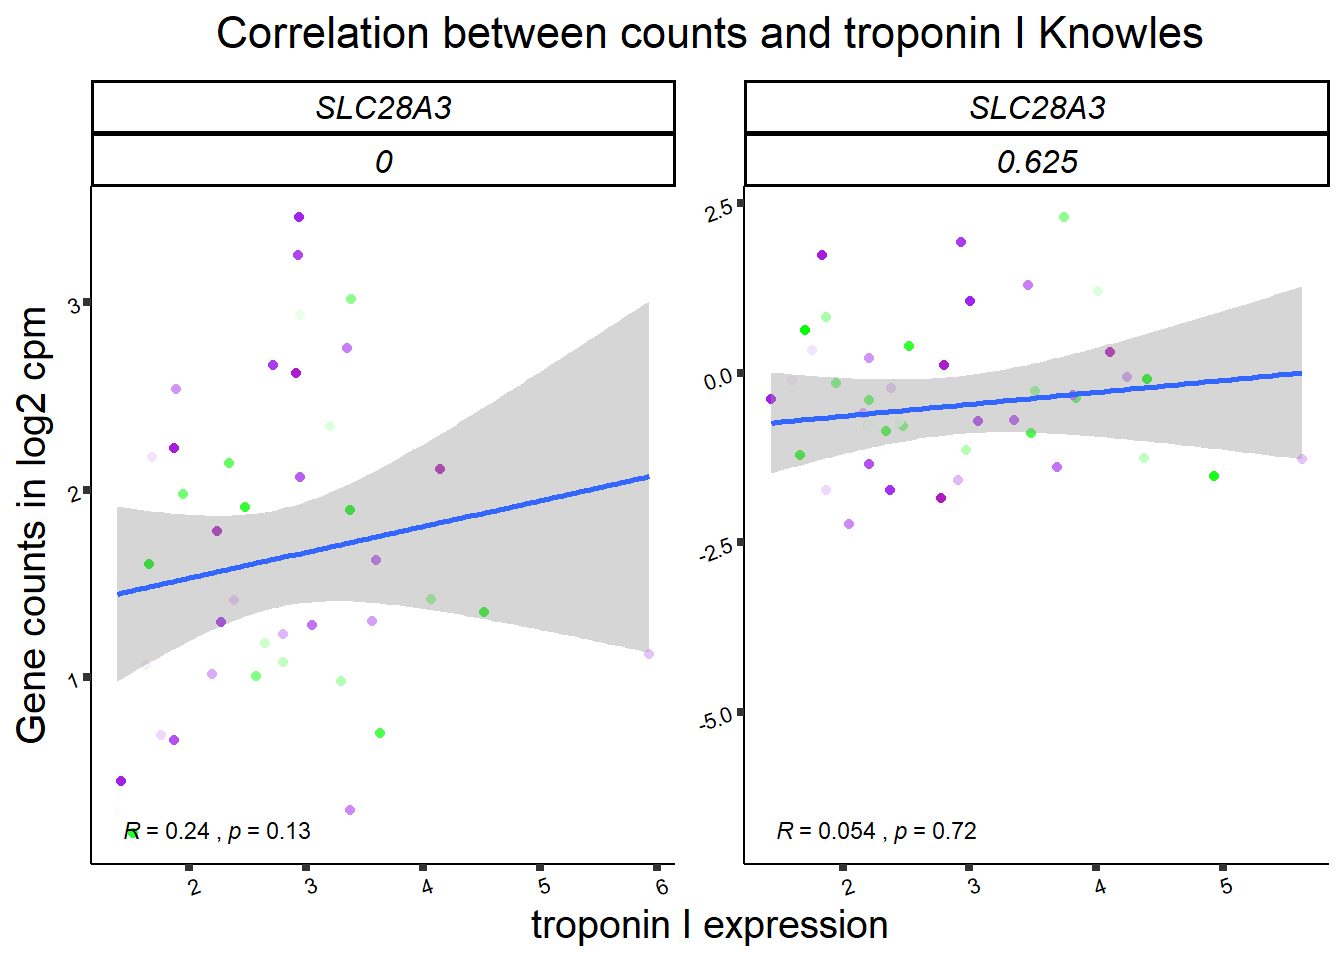 Correlation between counts and troponin I Knowles
SLC28A3
0
SLC28A3
0.625
Gene counts in log2 cpm
3
2
1
R = 0.24 , p = 0.13
2 3 4 5 6
2.5
0.0
-2.5
-5.0
R = 0.054 , p = 0.72
2 3 4 5
troponin I expression